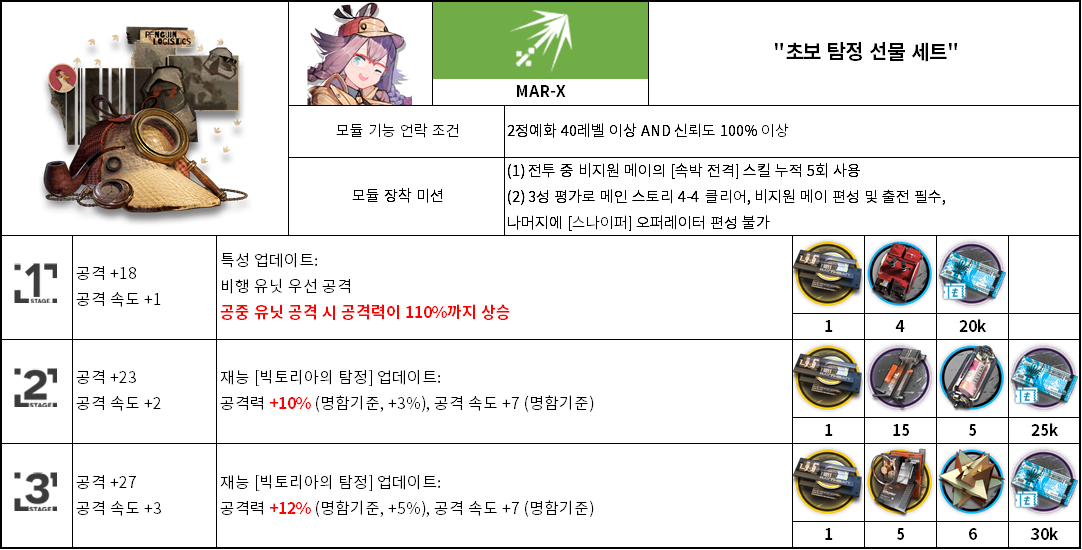 PENGUIN
LOGISTICS
MAR-X
"초보 탐정 선물 세트"
모듈 기능 언락 조건
2정예화 40레벨 이상 AND 신뢰도 100% 이상
모듈 장착 미션
(1) 전투 중 비지원 메이의 [속박 전격] 스킬 누적 5회 사용
(2) 3성 평가로 메인 스토리 4-4 클리어, 비지원 메이 편성 및 출전 필수,
나머지에 [스나이퍼] 오퍼레이터 편성 불가
1
STAGE
공격 +18
공격 속도 +1
특성 업데이트:
비행 유닛 우선 공격
공중 유닛 공격 시 공격력이 110%까지 상승
1 4 20k
2
STAGE
공격 +23
공격 속도 +2
재능 [빅토리아의 탐정] 업데이트:
공격력 +10% (명함기준, +3%), 공격 속도 +7 (명함기준)
1 15 5 25k
3
STAGE
공격 +27
공격 속도 +3
재능 [빅토리아의 탐정] 업데이트:
공격력 +12% (명함기준, +5%), 공격 속도 +7 (명함기준)
1 5 6 30k